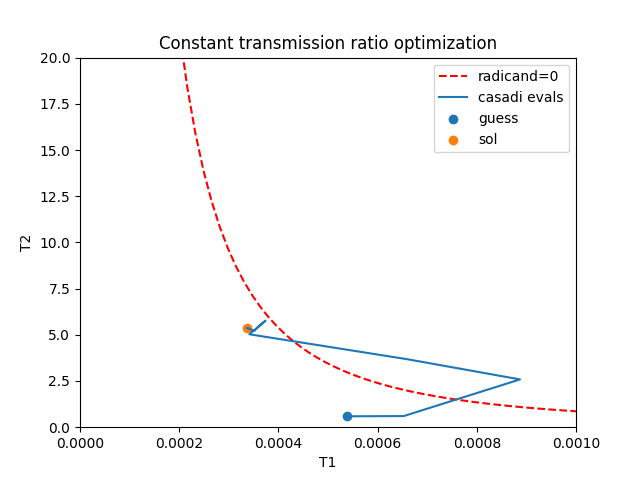 Constant transmission ratio optimization
20.0
17.5
15.0
12.5
10.0
7.5
5.0
2.5
0.0
T2
radicand=0
casadi evals
guess
sol
0.0000 0.0002 0.0004 0.0006 0.0008 0.0010
T1